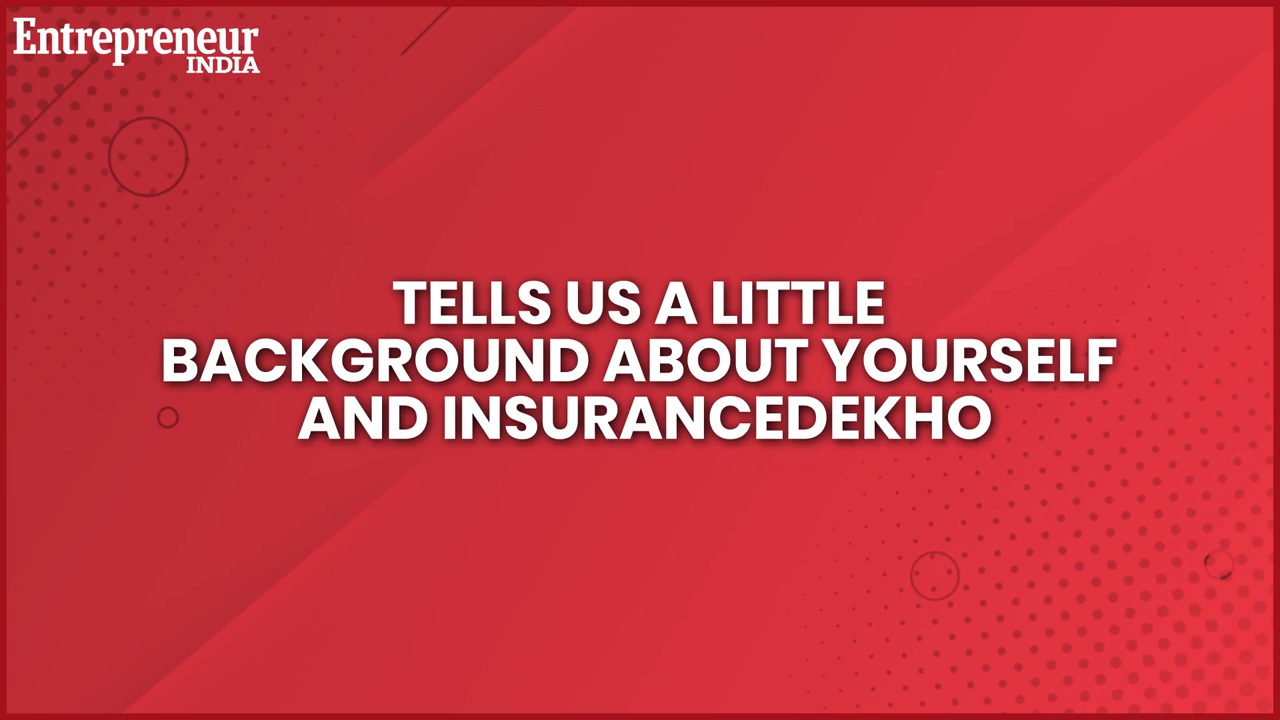 Entrepreneur
INDIA
TELLS US A LITTLE
BACKGROUND ABOUT YOURSELF
AND INSURANCEDEKHO